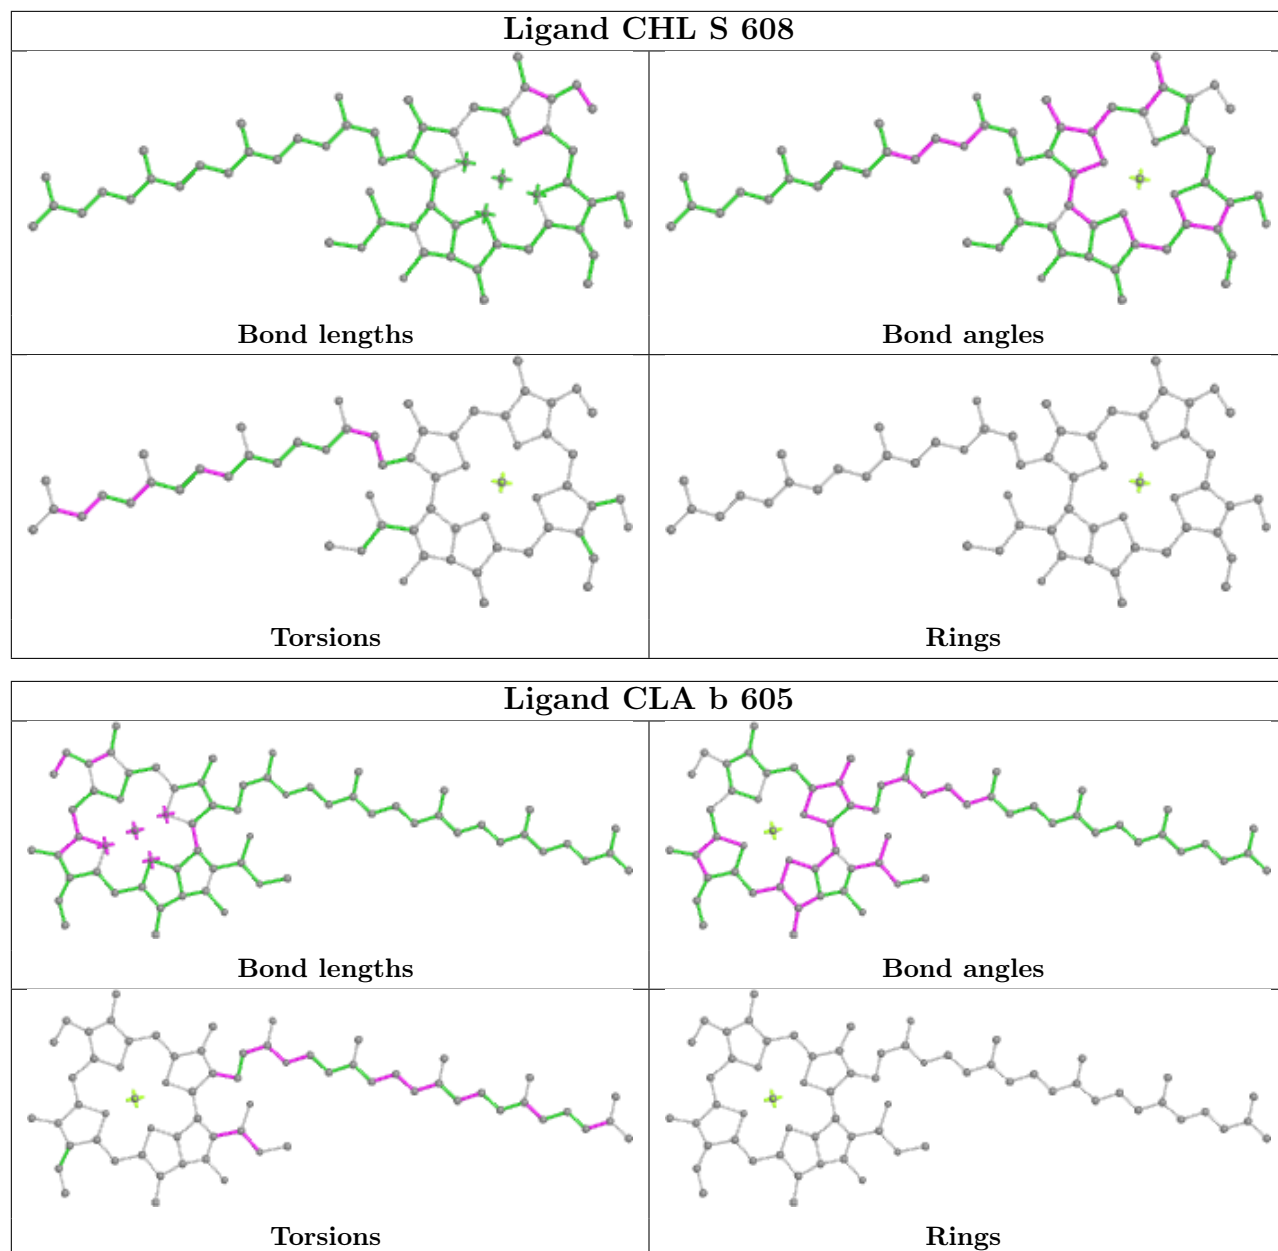 Ligand CHL S 608
Bond lengths
Bond angles
Torsions
Rings
Ligand CLA b 605
Bond lengths
Bond angles
Torsions
Rings